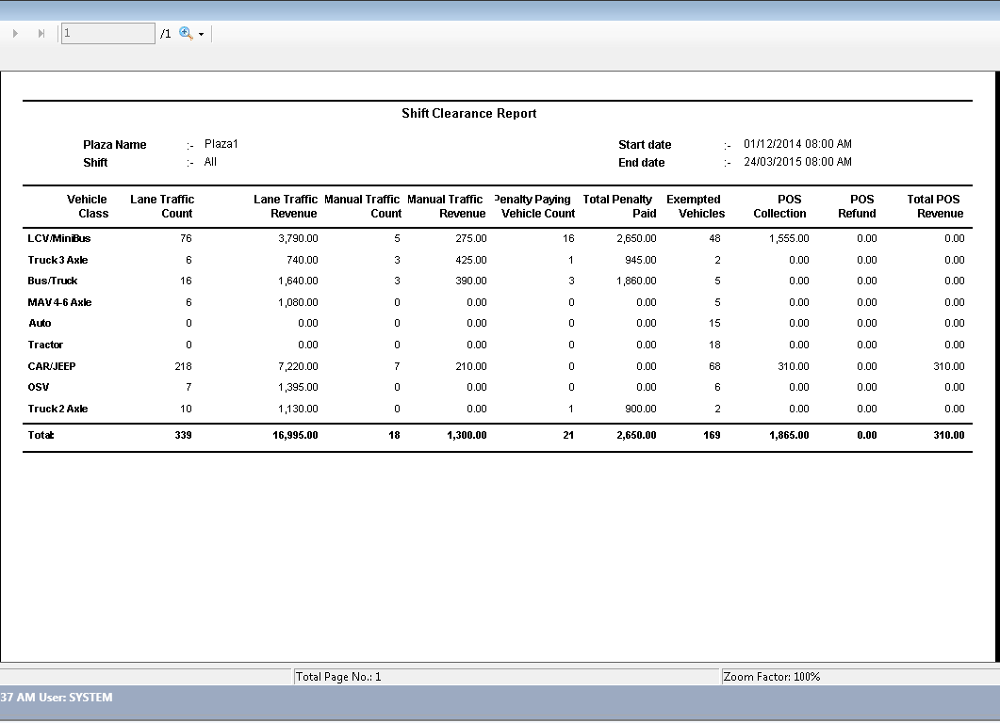 1 /1
Shift Clearance Report
Plaza Name :- Plaza1 Start date :- 01/12/2014 08:00 AM
Shift :- All End date :- 24/03/2015 08:00 AM
Vehicle Lane Traffic Lane Traffic Manual Traffic Manual Traffic Penalty Paying Total Penalty Exempted POS POS Total POS
Class Count Revenue Count Revenue Vehicle Count Paid Vehicles Collection Refund Revenue
LCV/MiniBus 76 3,790.00 5 275.00 16 2,650.00 48 1,555.00 0.00 0.00
Truck 3 Axle 6 740.00 3 425.00 1 945.00 2 0.00 0.00 0.00
Bus/Truck 16 1,640.00 3 390.00 3 1,860.00 5 0.00 0.00 0.00
MAV 4-6 Axle 6 1,080.00 0 0.00 0 0.00 5 0.00 0.00 0.00
Auto 0 0.00 0 0.00 0 0.00 15 0.00 0.00 0.00
Tractor 0 0.00 0 0.00 0 0.00 18 0.00 0.00 0.00
CAR/JEEP 218 7,220.00 7 210.00 0 0.00 68 310.00 0.00 310.00
OSV 7 1,395.00 0 0.00 0 0.00 6 0.00 0.00 0.00
Truck 2 Axle 10 1,130.00 0 0.00 1 900.00 2 0.00 0.00 0.00
Total: 339 16,995.00 18 1,300.00 21 2,650.00 169 1,865.00 0.00 310.00
Total Page No.: 1 Zoom Factor: 100%
37 AM User: SYSTEM